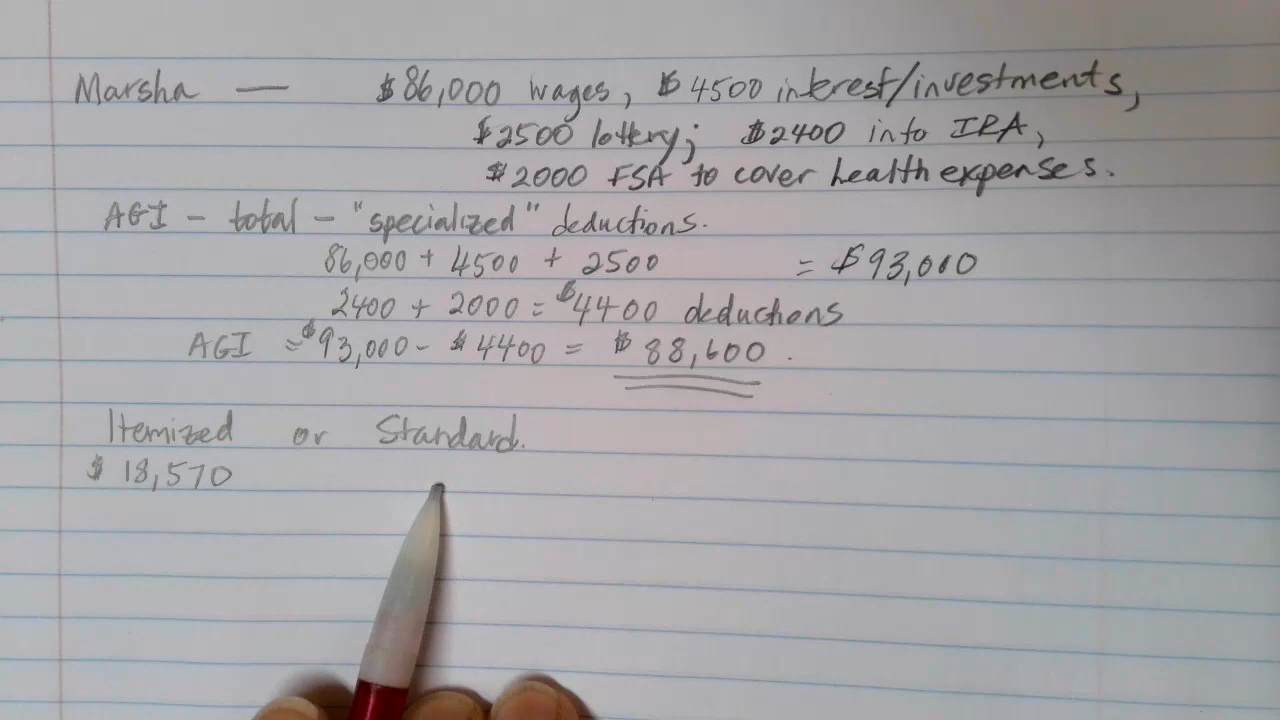 Marsha — $86,000 wages, $4500 interest/investments,
$2500 lottery; $2400 into IRA,
$2000 FSA to cover health expenses.
AGI - total - "specialized" deductions.
86,000 + 4500 + 2500 = $93,000
2400 + 2000 = $4400 deductions
AGI = $93,000 - $4400 = $88,600.
Itemized or Standard.
$18,570